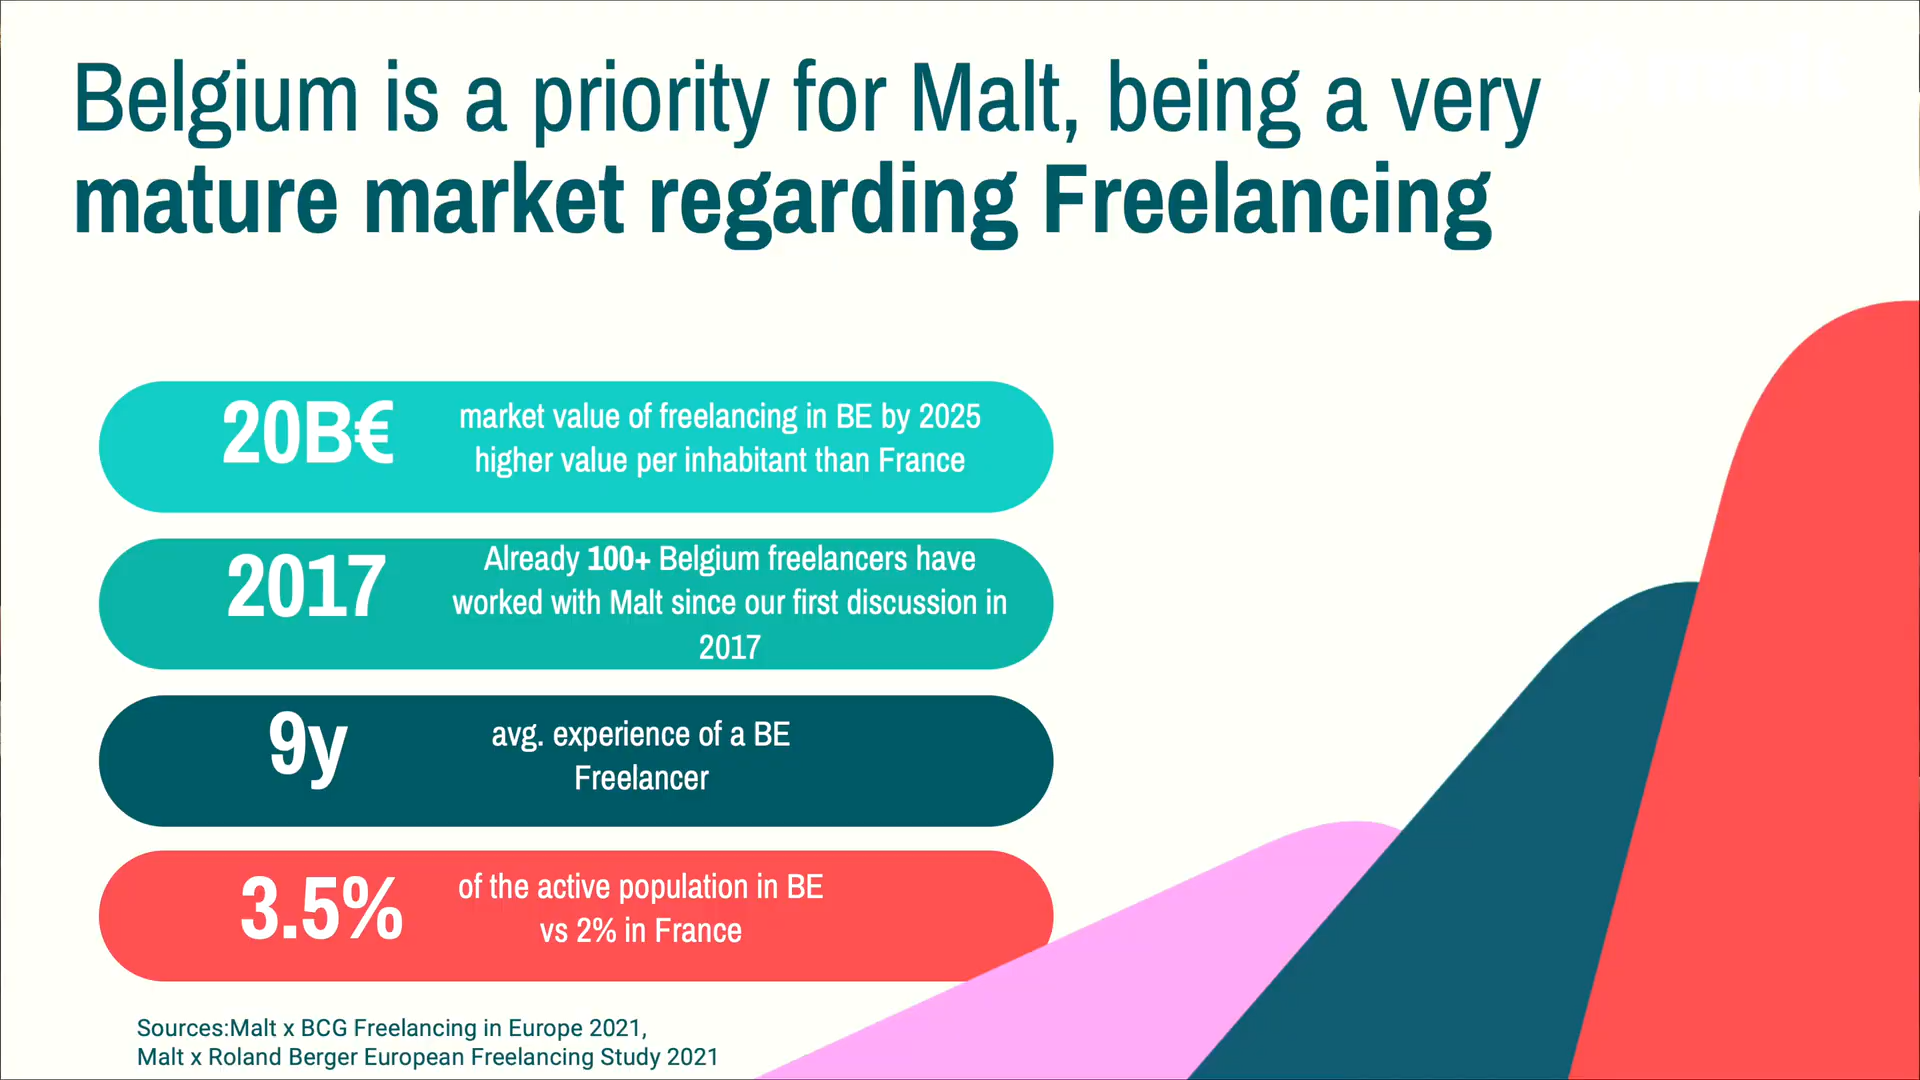 Belgium is a priority for Malt, being a very
mature market regarding Freelancing
20B€
market value of freelancing in BE by 2025
higher value per inhabitant than France
2017
Already 100+ Belgium freelancers have
worked with Malt since our first discussion in
2017
9y
avg. experience of a BE
Freelancer
3.5%
of the active population in BE
vs 2% in France
Sources:Malt x BCG Freelancing in Europe 2021,
Malt x Roland Berger European Freelancing Study 2021